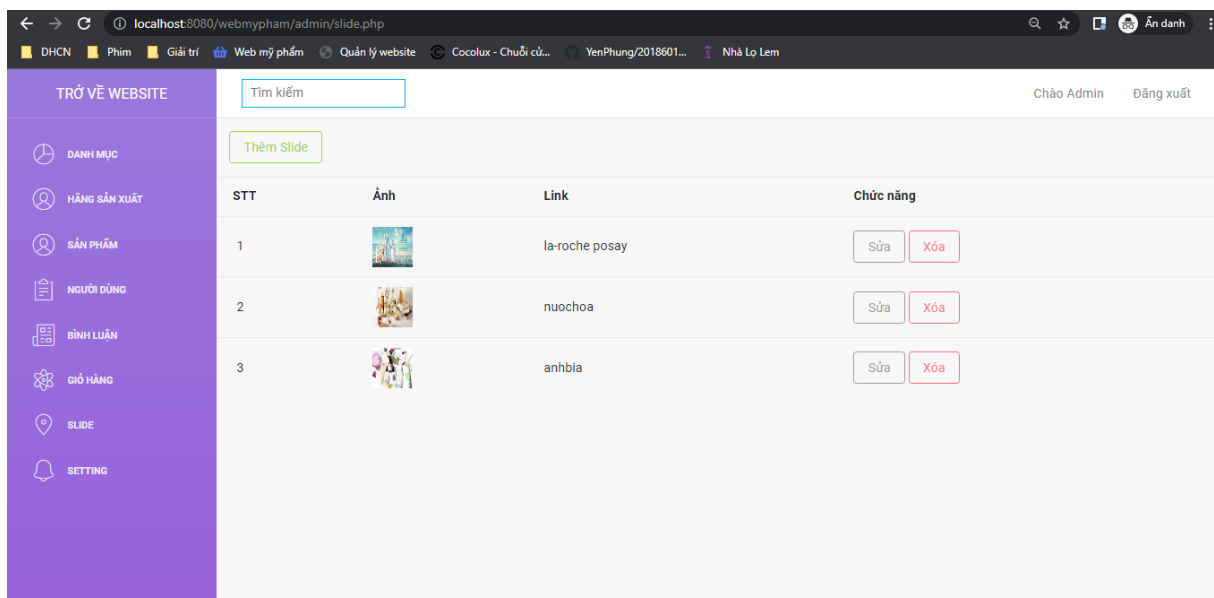 localhost:8080/webmypham/admin/slide.php Ẩn danh
DHCN Phim Giải trí Web mỹ phẩm Quản lý website Cocolux - Chuỗi cử... YenPhung/2018601... Nhà Lọ Lem
TRỞ VỀ WEBSITE
Tìm kiếm
Chào Admin Đăng xuất
DANH MỤC
HÃNG SẢN XUẤT
SẢN PHẨM
NGƯỜI DÙNG
BÌNH LUẬN
GIỎ HÀNG
SLIDE
SETTING
Thêm Slide
STT Ảnh Link Chức năng
1 la-roche posay Sửa Xóa
2 nuochoa Sửa Xóa
3 anhbia Sửa Xóa